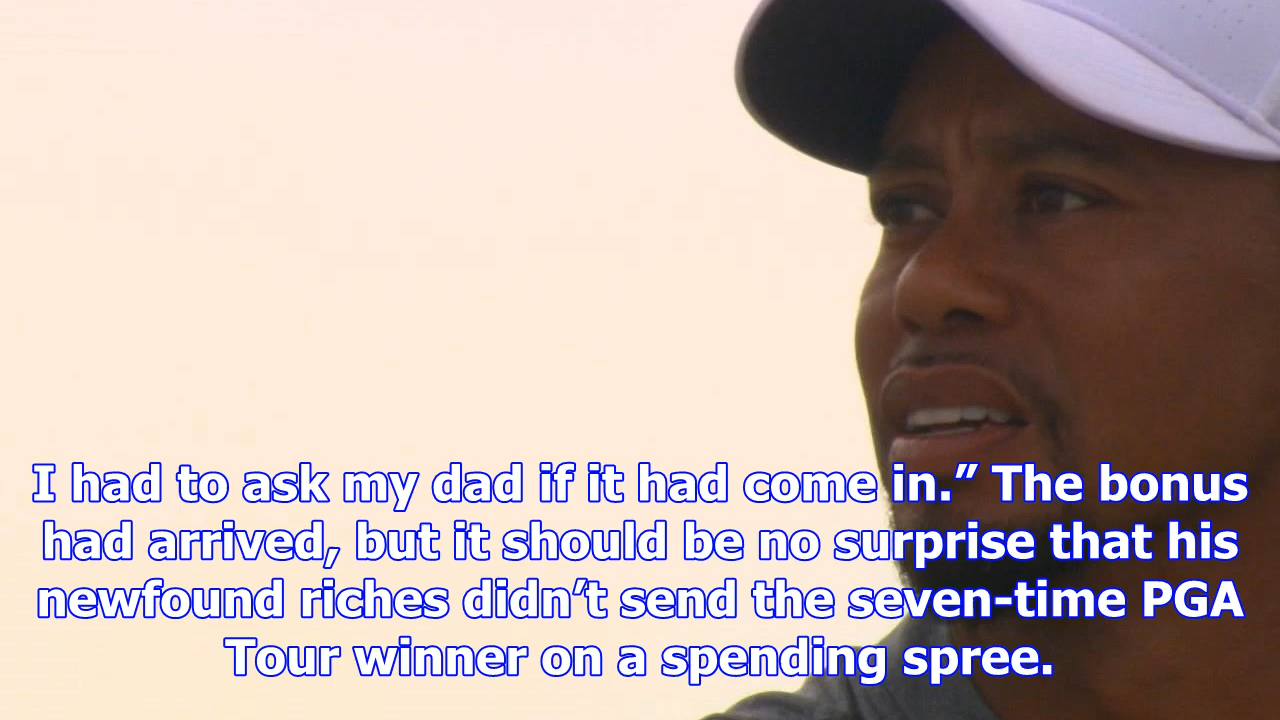 I had to ask my dad if it had come in.” The bonus
had arrived, but it should be no surprise that his
newfound riches didn’t send the seven-time PGA
Tour winner on a spending spree.